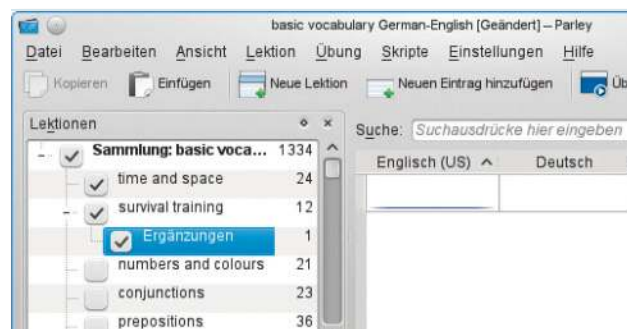 basic vocabulary German-English [Geändert] – Parley
Datei Bearbeiten Ansicht Lektion Übung Skripte Einstellungen Hilfe
Kopieren Einfügen Neue Lektion Neuen Eintrag hinzufügen Üb
Lektionen
Sammlung: basic voca... 1334
time and space 24
survival training 12
Ergänzungen 1
numbers and colours 21
conjunctions 23
prepositions 36
Suche: Suchausdrücke hier eingeben
Englisch (US) Deutsch